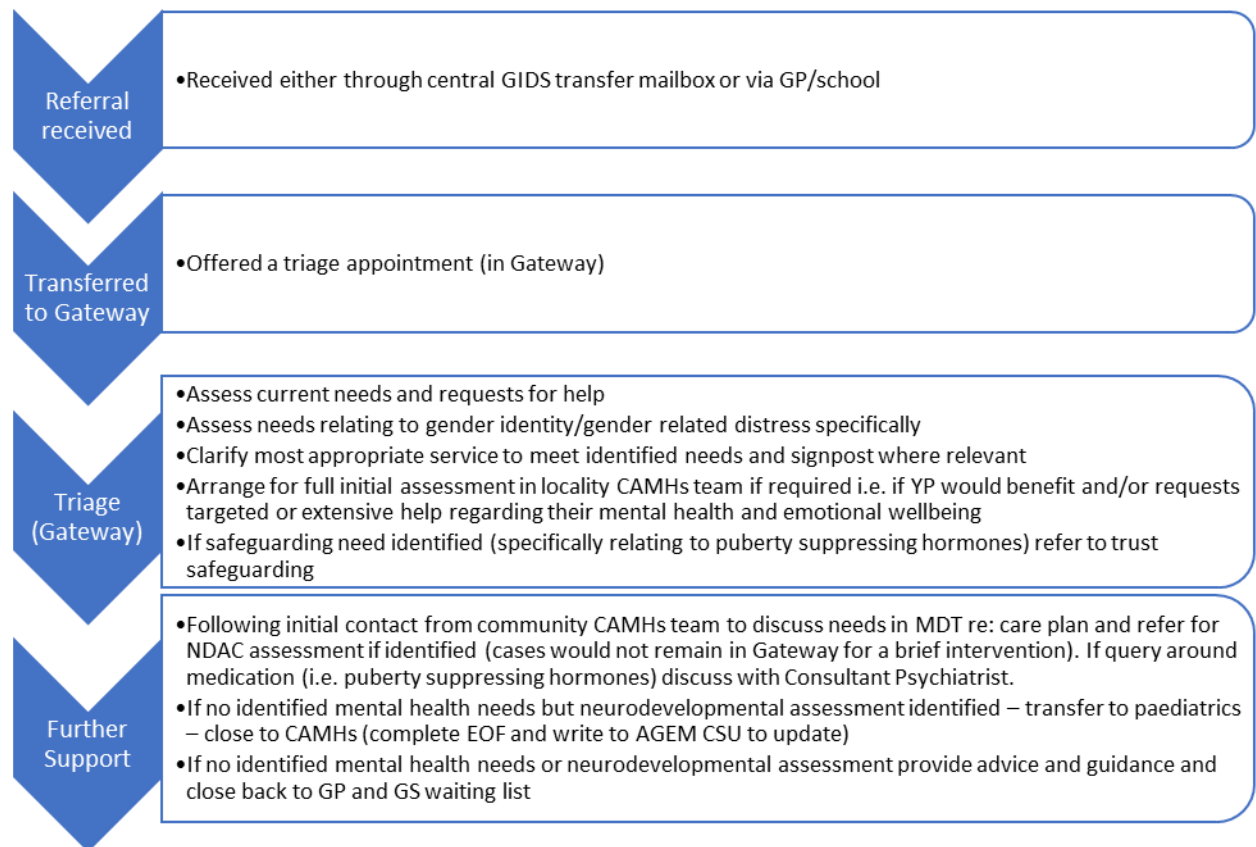 Referral
received
•Received either through central GIDS transfer mailbox or via GP/school
Transferred
to Gateway
•Offered a triage appointment (in Gateway)
Triage
(Gateway)
•Assess current needs and requests for help
•Assess needs relating to gender identity/gender related distress specifically
•Clarify most appropriate service to meet identified needs and signpost where relevant
•Arrange for full initial assessment in locality CAMHs team if required i.e. if YP would benefit and/or requests
targeted or extensive help regarding their mental health and emotional wellbeing
•If safeguarding need identified (specifically relating to puberty suppressing hormones) refer to trust
safeguarding
Further
Support
•Following initial contact from community CAMHs team to discuss needs in MDT re: care plan and refer for
NDAC assessment if identified (cases would not remain in Gateway for a brief intervention). If query around
medication (i.e. puberty suppressing hormones) discuss with Consultant Psychiatrist.
•If no identified mental health needs but neurodevelopmental assessment identified – transfer to paediatrics
– close to CAMHs (complete EOF and write to AGEM CSU to update)
•If no identified mental health needs or neurodevelopmental assessment provide advice and guidance and
close back to GP and GS waiting list